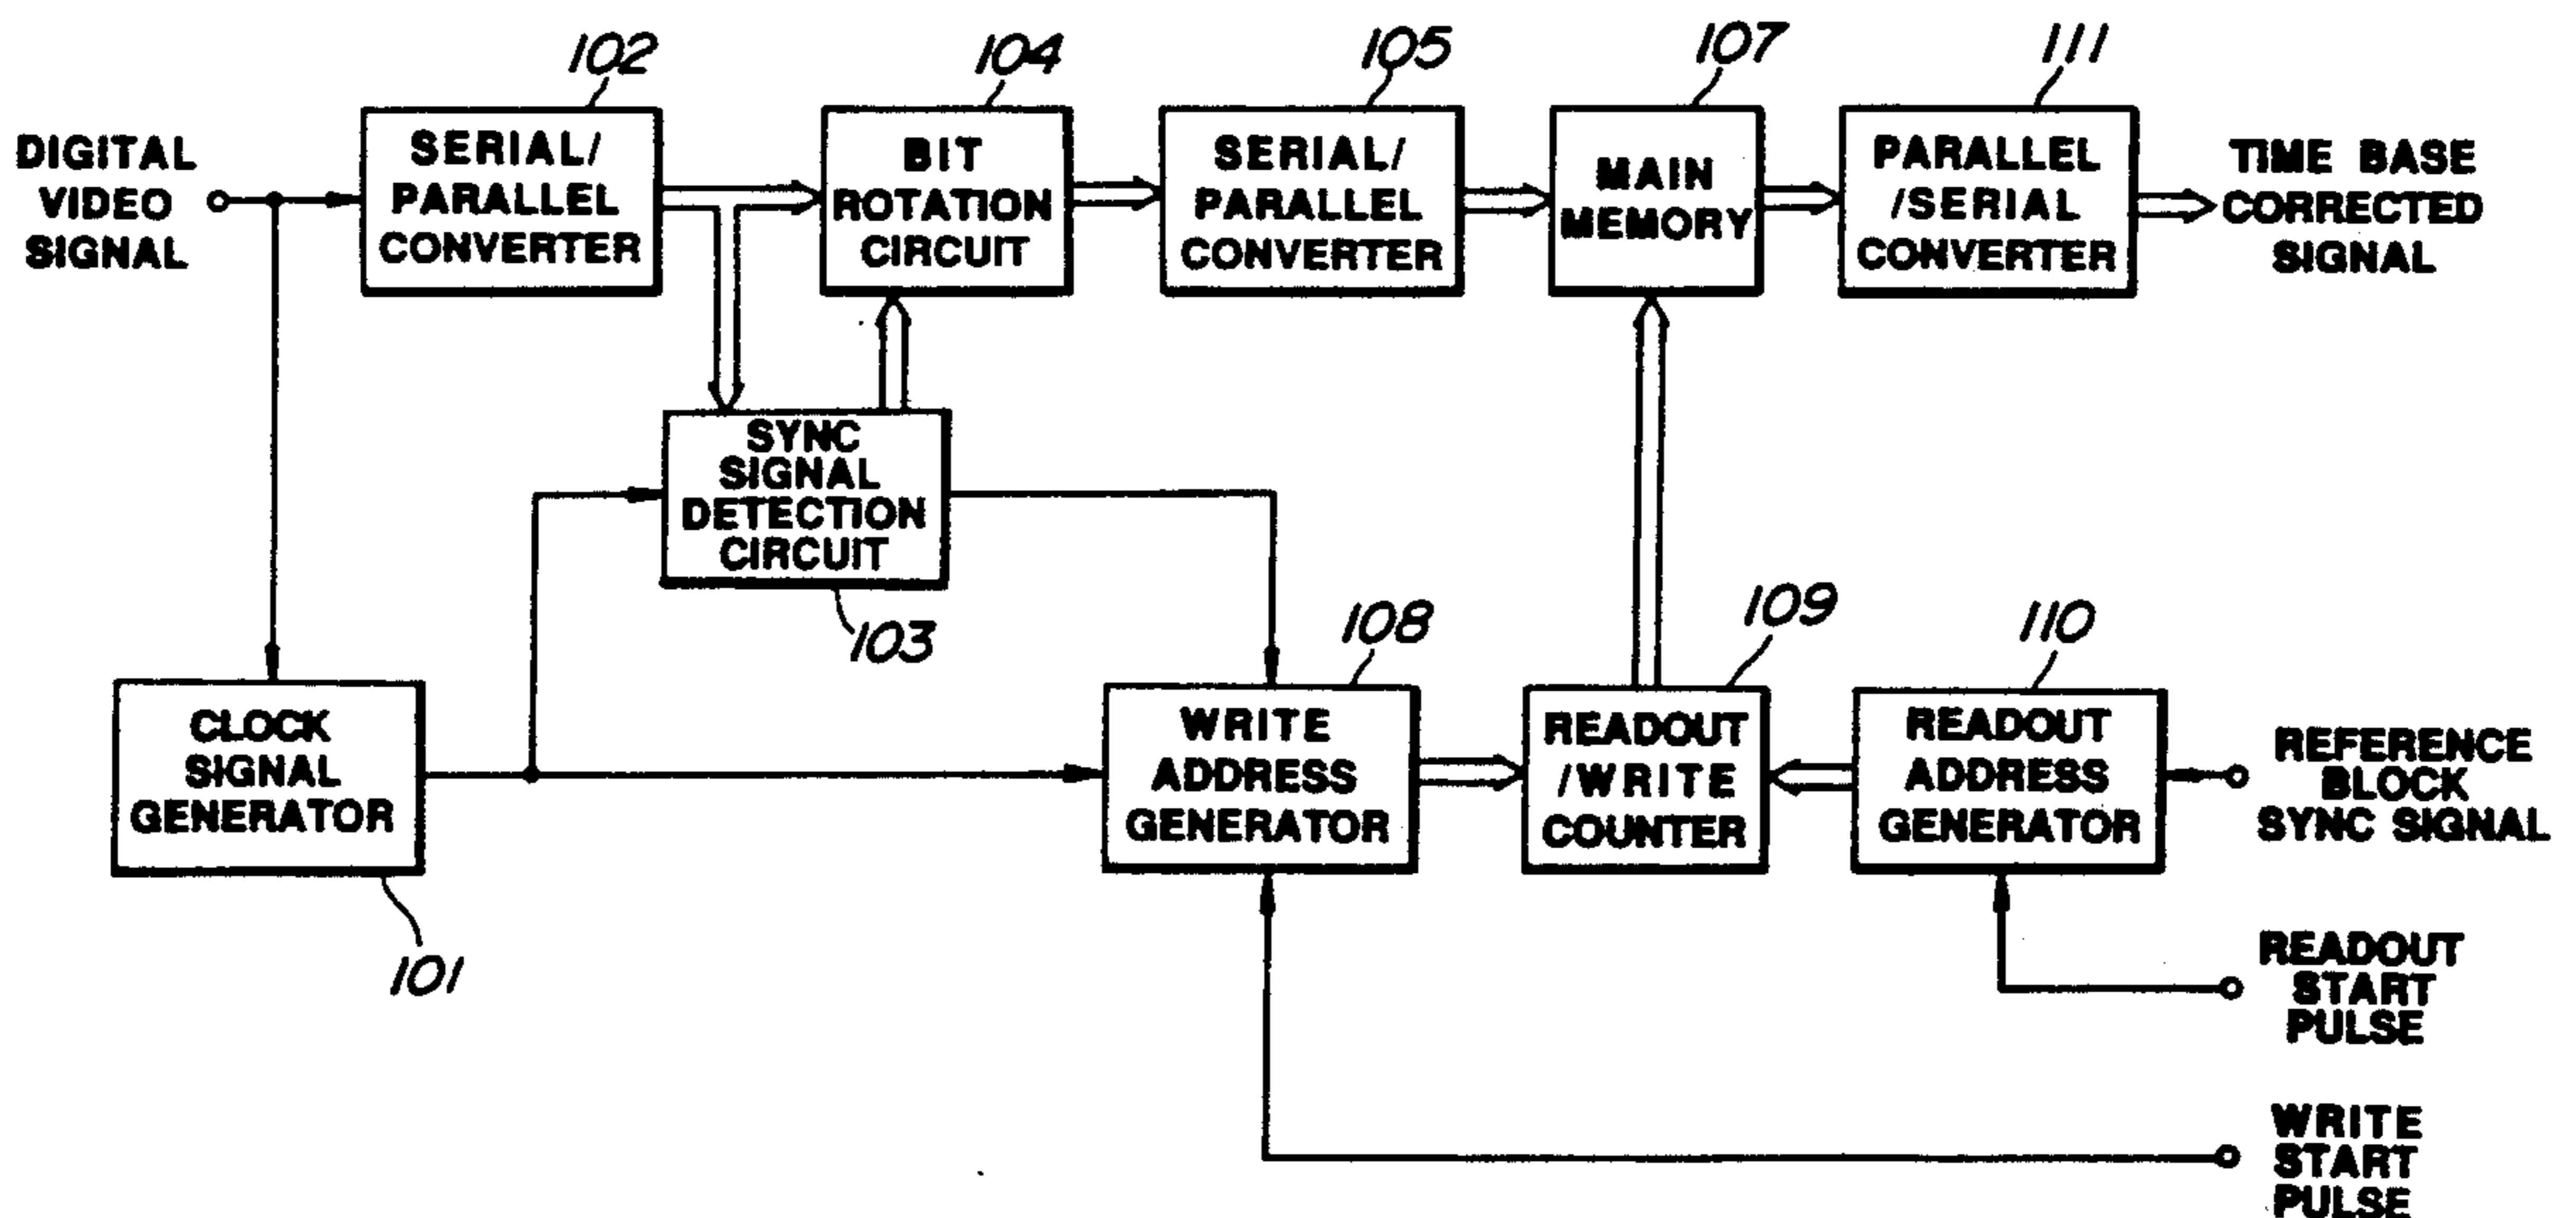 102
104
105
107
111
DIGITAL
VIDEO
SIGNAL
SERIAL/
PARALLEL
CONVERTER
BIT
ROTATION
CIRCUIT
SERIAL/
PARALLEL
CONVERTER
MAIN
MEMORY
PARALLEL
/SERIAL
CONVERTER
TIME BASE
CORRECTED
SIGNAL
SYNC
SIGNAL
DETECTION
CIRCUIT
103
108
109
110
CLOCK
SIGNAL
GENERATOR
101
WRITE
ADDRESS
GENERATOR
READOUT
/WRITE
COUNTER
READOUT
ADDRESS
GENERATOR
REFERENCE
BLOCK
SYNC SIGNAL
READOUT
START
PULSE
WRITE
START
PULSE